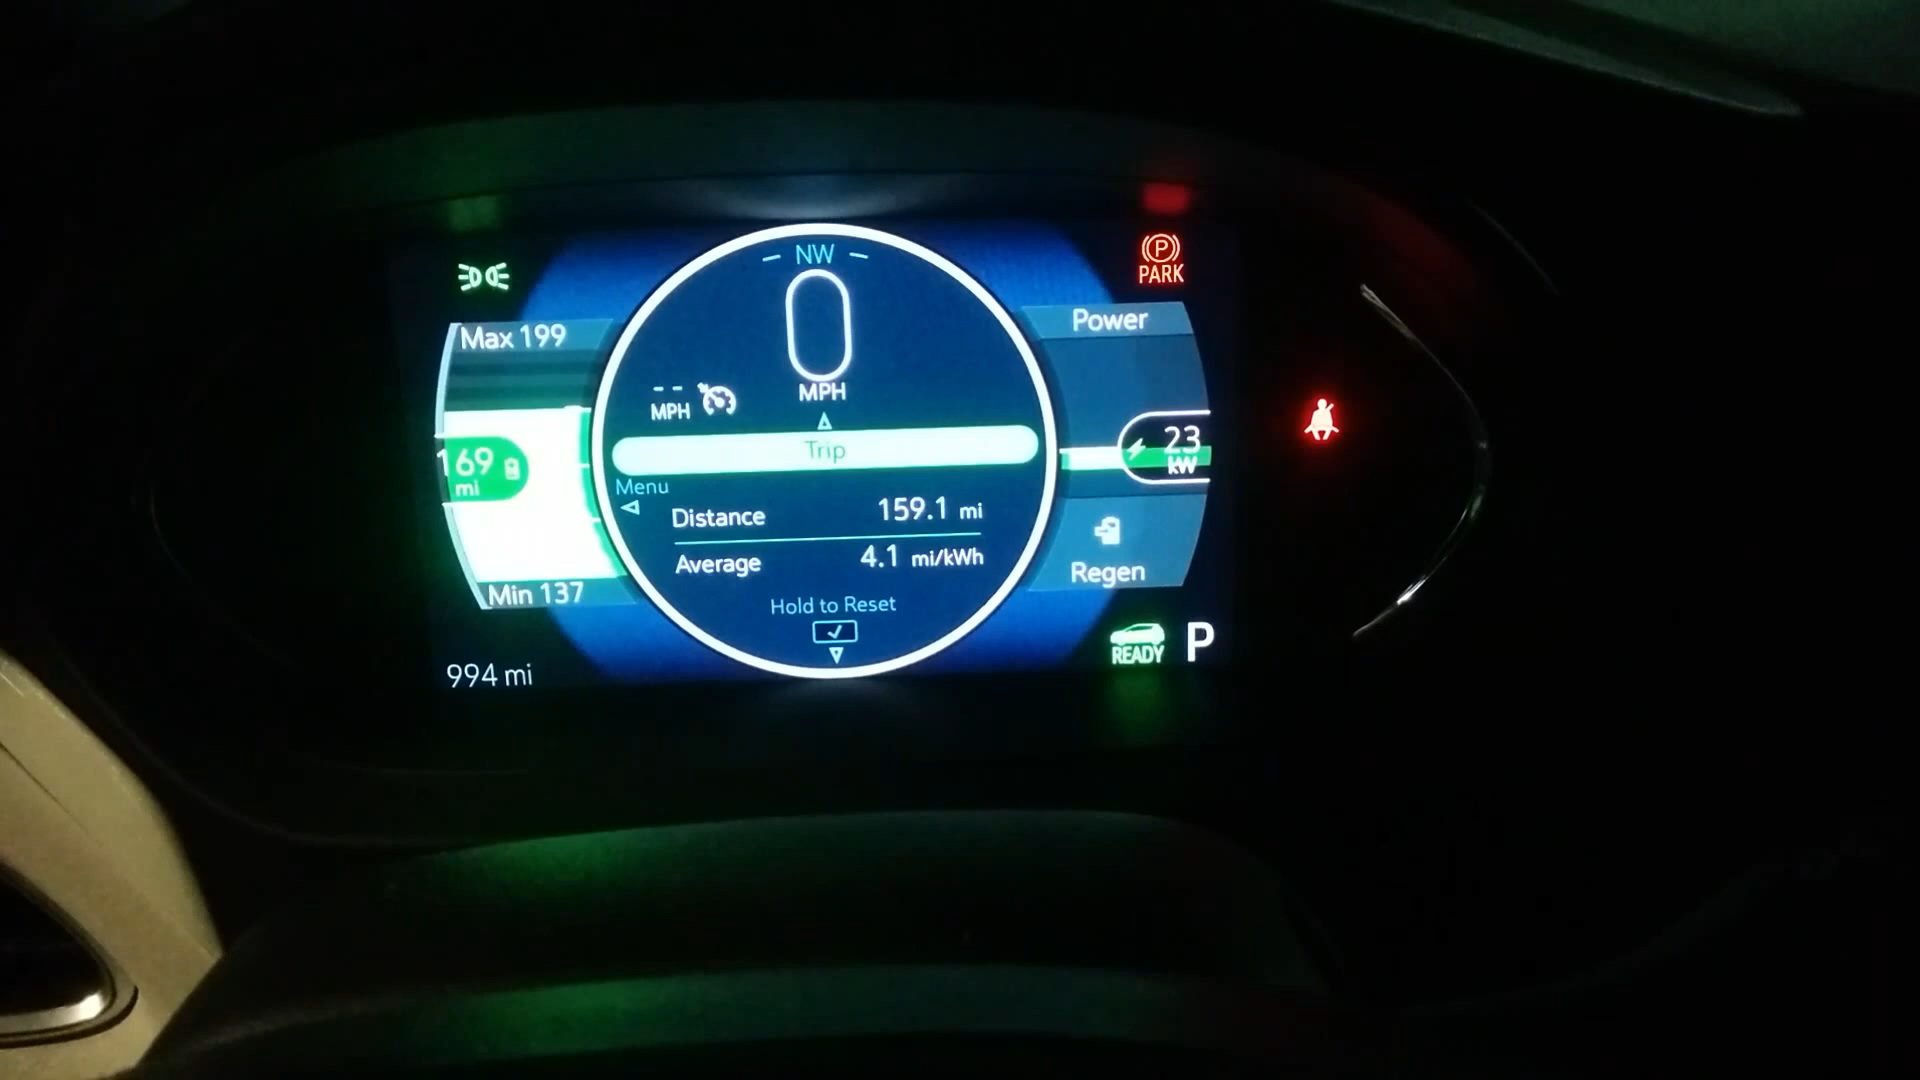 NW
PARK
Max 199
Power
0
MPH
--
MPH
Trip
23
kW
169
mi
Menu
Distance 159.1 mi
Average 4.1 mi/kWh
Regen
Min 137
Hold to Reset
READY P
994 mi